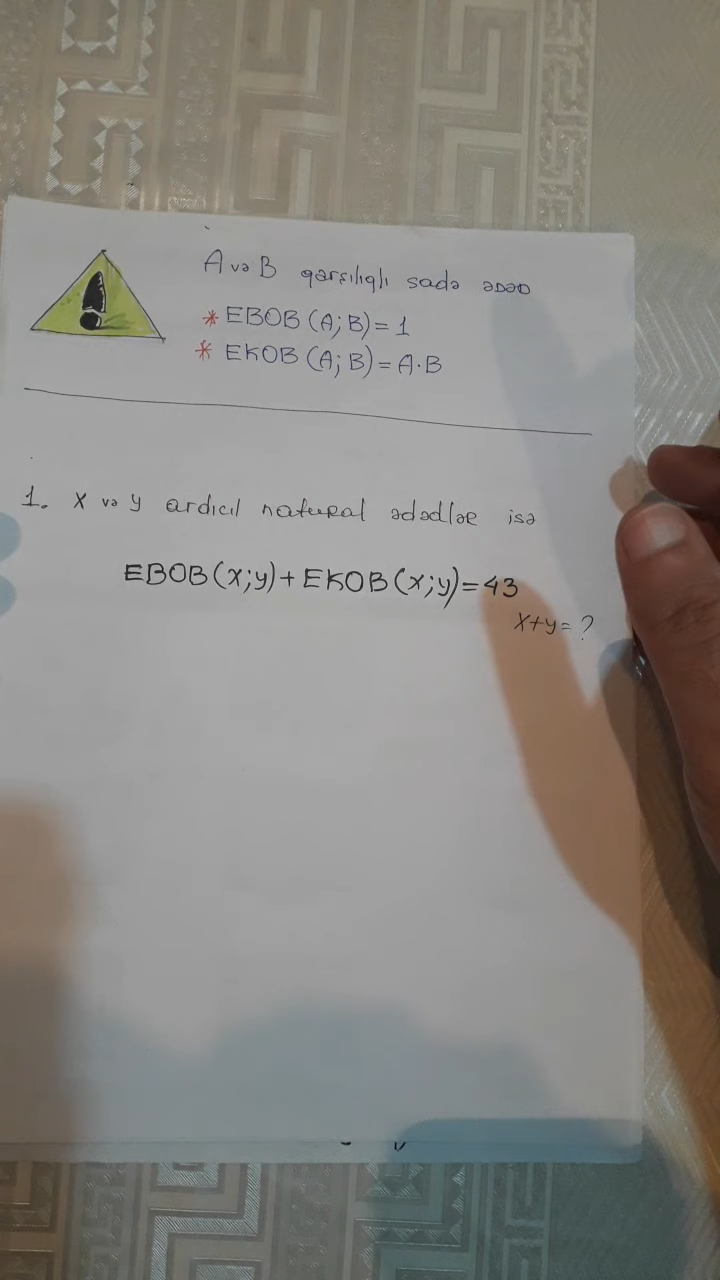 A və B qarşılıqlı sadə ədəd
* EBOB (A; B) = 1
* EKOB (A; B) = A·B
1. X və y ardıcıl natural ədədlər isə
EBOB (x;y) + EKOB (x;y) = 43
x+y= ?